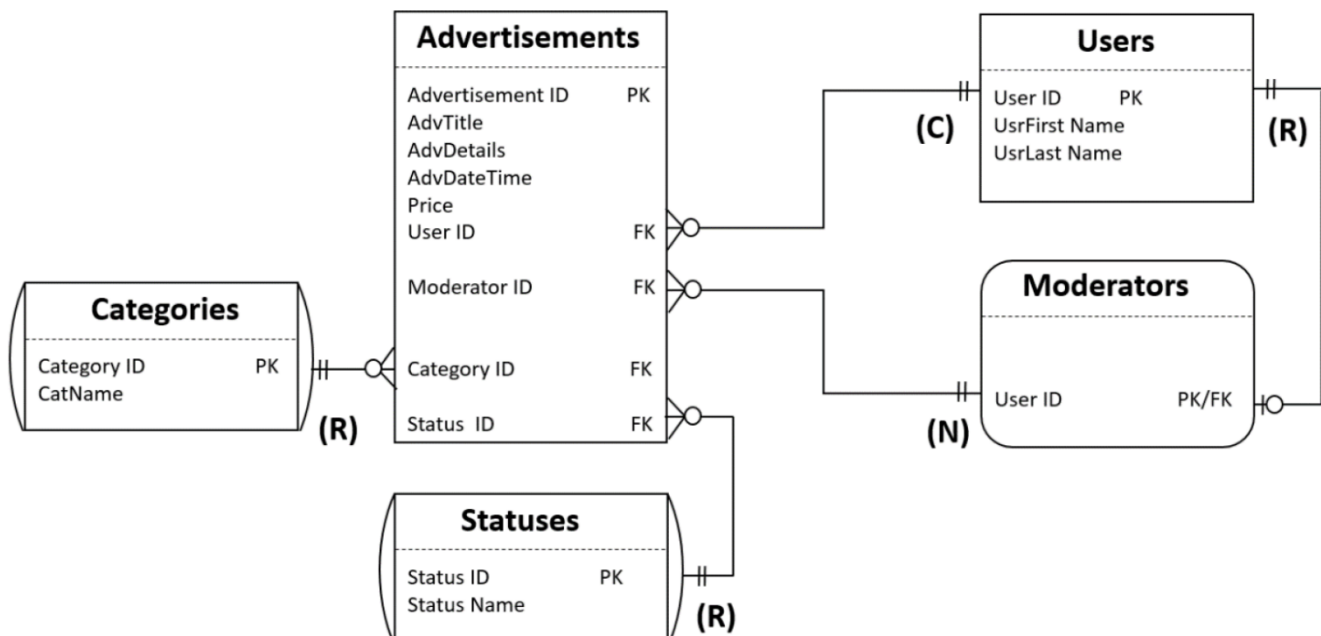 Advertisements
Advertisement ID PK
AdvTitle
AdvDetails
AdvDateTime
Price
User ID FK
Moderator ID FK
Category ID FK
Status ID FK
Users
User ID PK
UsrFirst Name
UsrLast Name
(C)
(R)
Moderators
User ID PK/FK
(N)
Categories
Category ID PK
CatName
(R)
Statuses
Status ID PK
Status Name
(R)